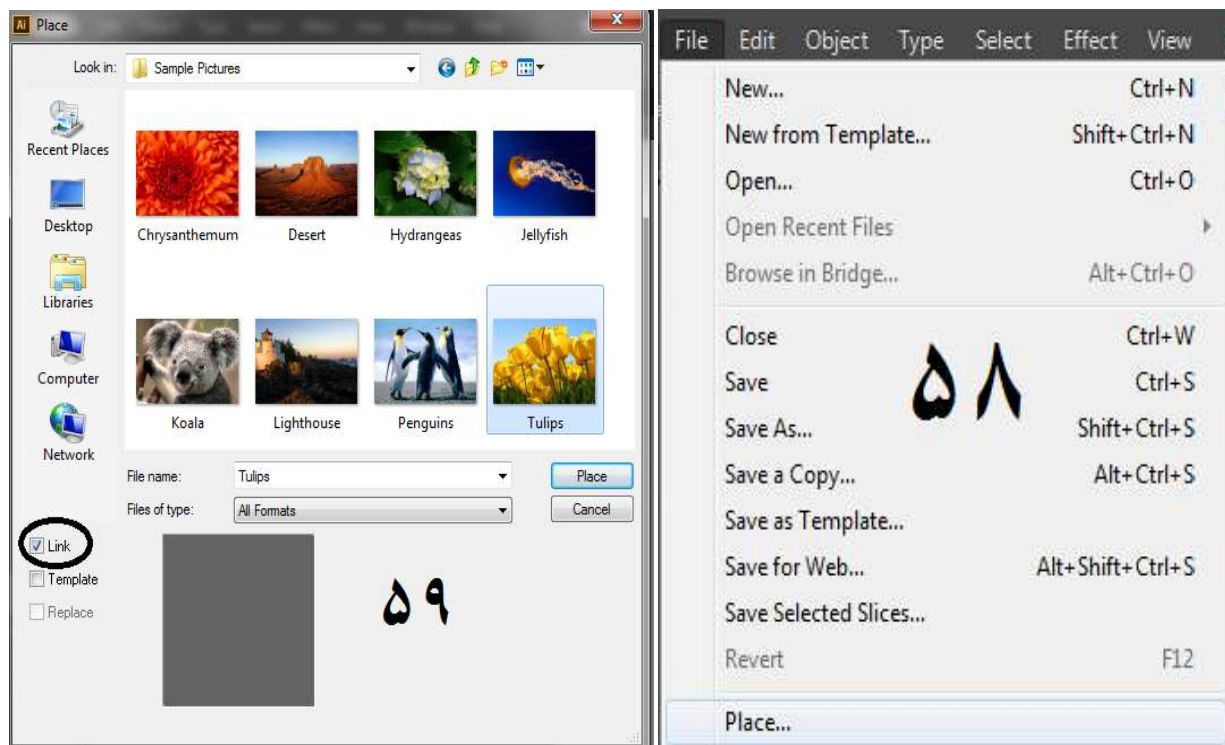 Ai Place
Look in: Sample Pictures
Recent Places
Desktop
Libraries
Computer
Network
Chrysanthemum Desert Hydrangeas Jellyfish
Koala Lighthouse Penguins Tulips
File name: Tulips Place
Files of type: All Formats Cancel
Link
Template
Replace
۵۹
File Edit Object Type Select Effect View
New... Ctrl+N
New from Template... Shift+Ctrl+N
Open... Ctrl+O
Open Recent Files
Browse in Bridge... Alt+Ctrl+O
Close Ctrl+W
Save Ctrl+S
Save As... Shift+Ctrl+S
Save a Copy... Alt+Ctrl+S
Save as Template...
Save for Web... Alt+Shift+Ctrl+S
Save Selected Slices...
Revert F12
Place...
۵۸